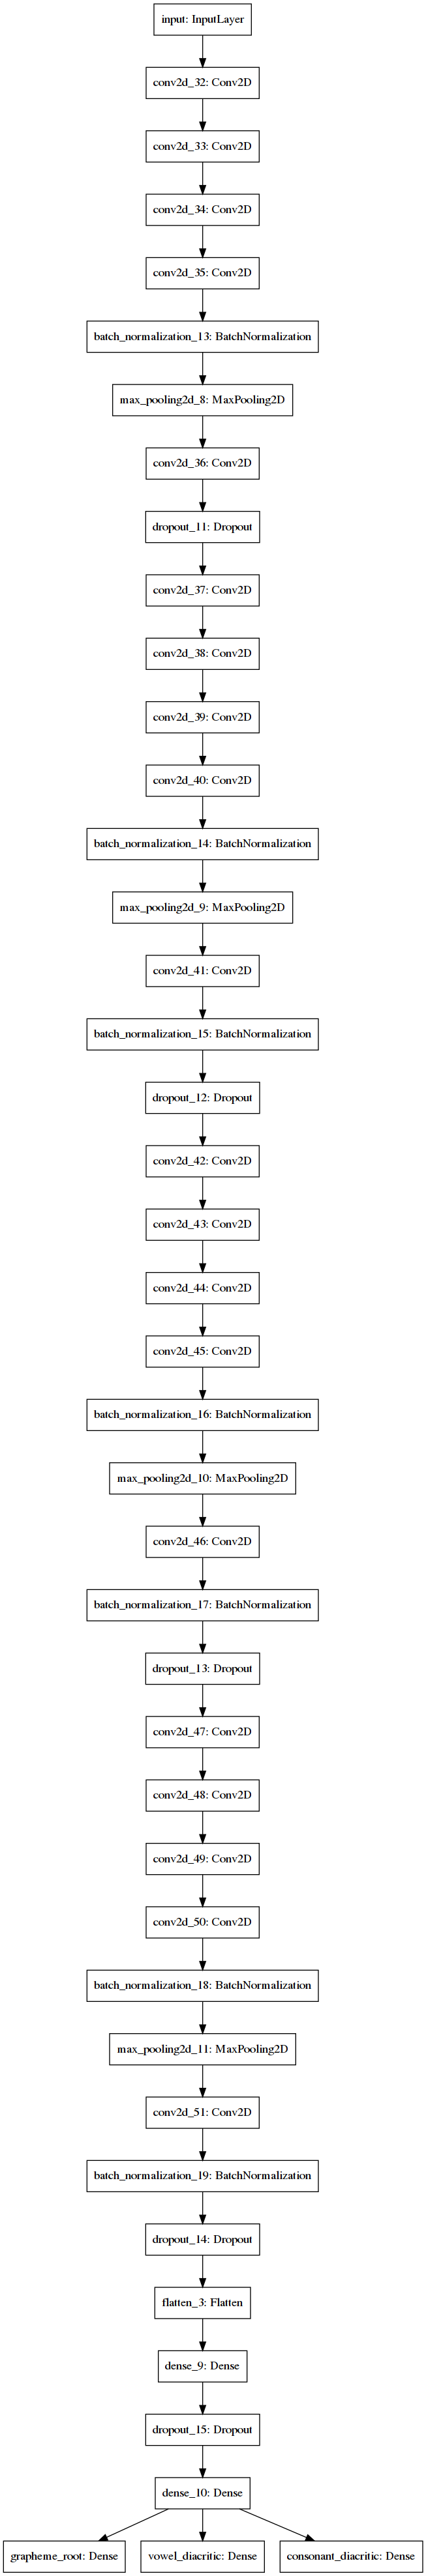 input: InputLayer
conv2d_32: Conv2D
conv2d_33: Conv2D
conv2d_34: Conv2D
conv2d_35: Conv2D
batch_normalization_13: BatchNormalization
max_pooling2d_8: MaxPooling2D
conv2d_36: Conv2D
dropout_11: Dropout
conv2d_37: Conv2D
conv2d_38: Conv2D
conv2d_39: Conv2D
conv2d_40: Conv2D
batch_normalization_14: BatchNormalization
max_pooling2d_9: MaxPooling2D
conv2d_41: Conv2D
batch_normalization_15: BatchNormalization
dropout_12: Dropout
conv2d_42: Conv2D
conv2d_43: Conv2D
conv2d_44: Conv2D
conv2d_45: Conv2D
batch_normalization_16: BatchNormalization
max_pooling2d_10: MaxPooling2D
conv2d_46: Conv2D
batch_normalization_17: BatchNormalization
dropout_13: Dropout
conv2d_47: Conv2D
conv2d_48: Conv2D
conv2d_49: Conv2D
conv2d_50: Conv2D
batch_normalization_18: BatchNormalization
max_pooling2d_11: MaxPooling2D
conv2d_51: Conv2D
batch_normalization_19: BatchNormalization
dropout_14: Dropout
flatten_3: Flatten
dense_9: Dense
dropout_15: Dropout
dense_10: Dense
grapheme_root: Dense vowel_diacritic: Dense consonant_diacritic: Dense